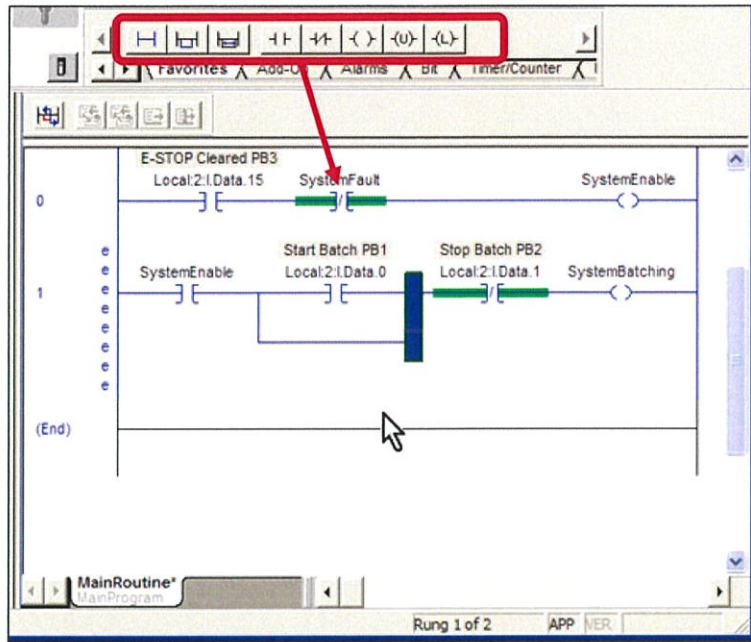 -(U)-
-(L)-
Favorites
Add-On
Alarms
Bit
Timer/Counter
E-STOP Cleared PB3
Local:2:I.Data.15
SystemFault
SystemEnable
0
Start Batch PB1
Stop Batch PB2
SystemEnable
Local:2:I.Data.0
Local:2:I.Data.1
SystemBatching
e
e
e
1
e
e
e
e
e
(End)
MainRoutine*
MainProgram
Rung 1 of 2
APP
VER